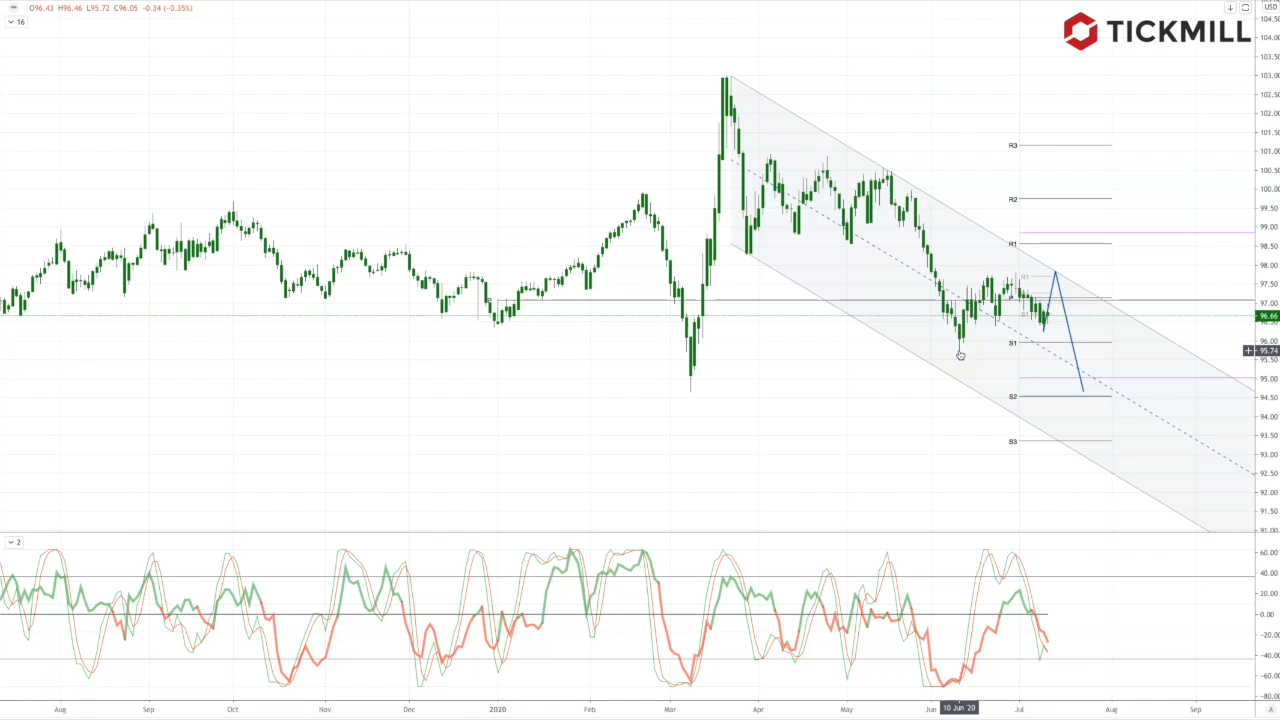 O96.43 H96.46 L95.72 C96.05 -0.34 (-0.35%)
USD
16
TICKMILL
104.50
104.00
103.50
103.00
102.50
102.00
101.50
101.00
100.50
100.00
99.50
99.00
98.50
98.00
97.50
97.00
96.66
96.50
96.00
95.74
95.50
95.00
94.50
94.00
93.50
93.00
92.50
92.00
91.50
91.00
R3
R2
R1
R1
P
P
S1
S1
S2
S3
2
60.00
40.00
20.00
0.00
-20.00
-40.00
-60.00
-80.00
Aug Sep Oct Nov Dec 2020 Feb Mar Apr May Jun 10 Jun '20 Jul Aug Sep
A